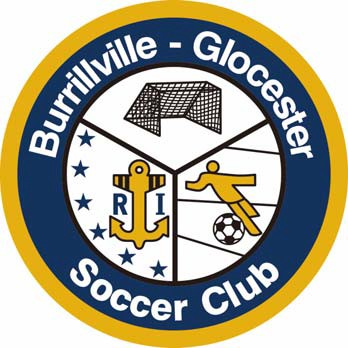 Burrillville - Glocester
R I
Soccer Club